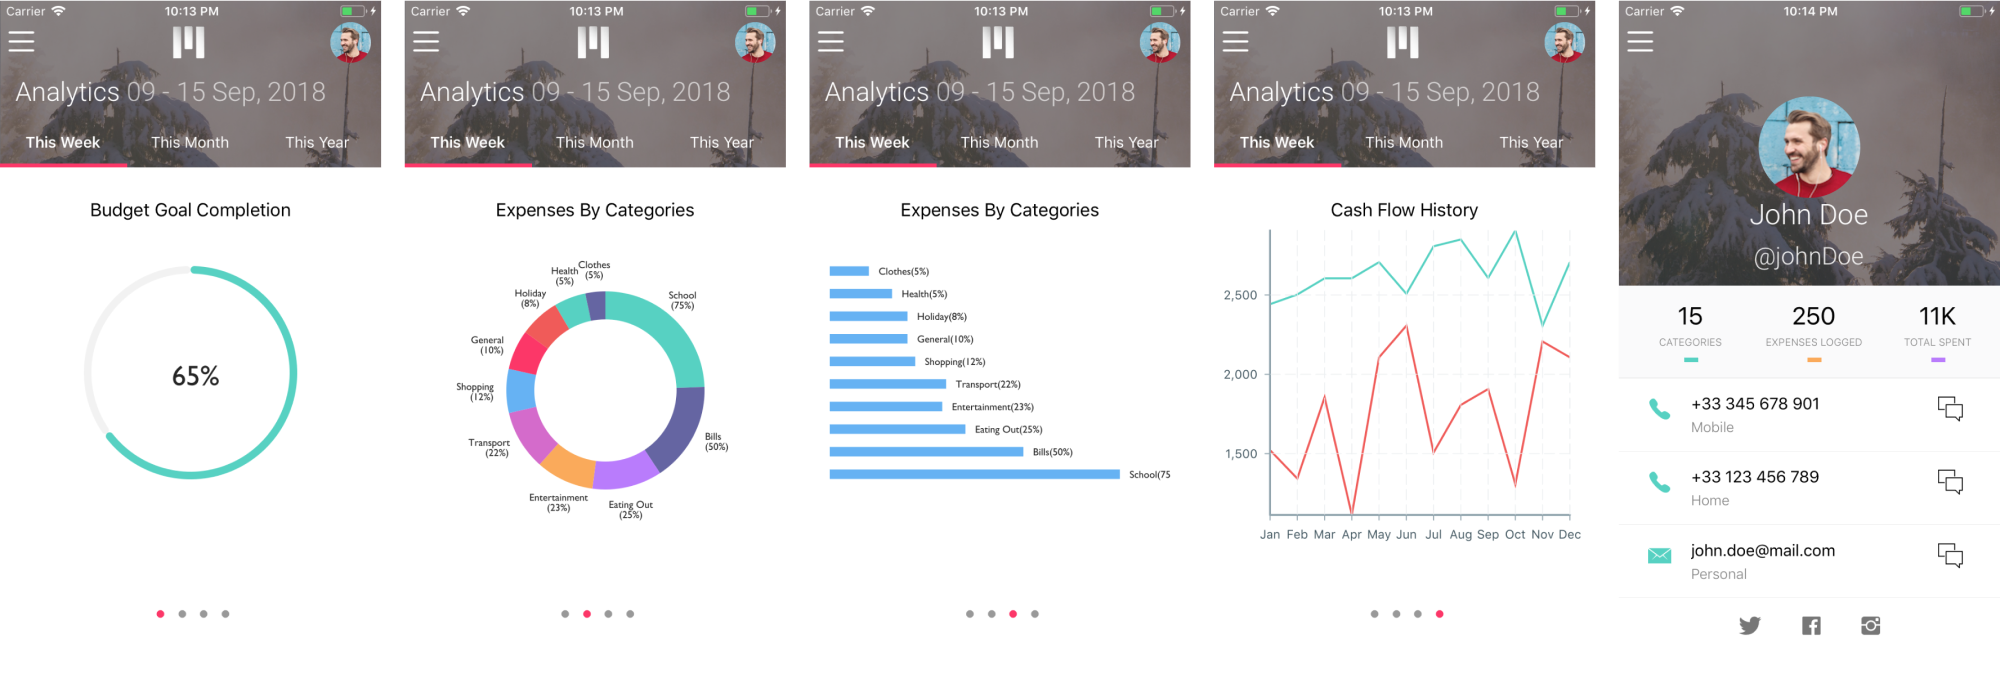 Carrier 10:13 PM
Analytics 09 - 15 Sep, 2018
This Week This Month This Year
Budget Goal Completion
65%
Carrier 10:13 PM
Analytics 09 - 15 Sep, 2018
This Week This Month This Year
Expenses By Categories
Clothes
(5%)
Health
(5%)
Holiday
(8%)
School
(75%)
General
(10%)
Shopping
(12%)
Transport
(22%)
Bills
(50%)
Entertainment
(23%)
Eating Out
(25%)
Carrier 10:13 PM
Analytics 09 - 15 Sep, 2018
This Week This Month This Year
Expenses By Categories
Clothes(5%)
Health(5%)
Holiday(8%)
General(10%)
Shopping(12%)
Transport(22%)
Entertainment(23%)
Eating Out(25%)
Bills(50%)
School(75
Carrier 10:13 PM
Analytics 09 - 15 Sep, 2018
This Week This Month This Year
Cash Flow History
2,500
2,000
1,500
Jan Feb Mar Apr May Jun Jul Aug Sep Oct Nov Dec
Carrier 10:14 PM
John Doe
@johnDoe
15 250 11K
CATEGORIES EXPENSES LOGGED TOTAL SPENT
+33 345 678 901
Mobile
+33 123 456 789
Home
john.doe@mail.com
Personal